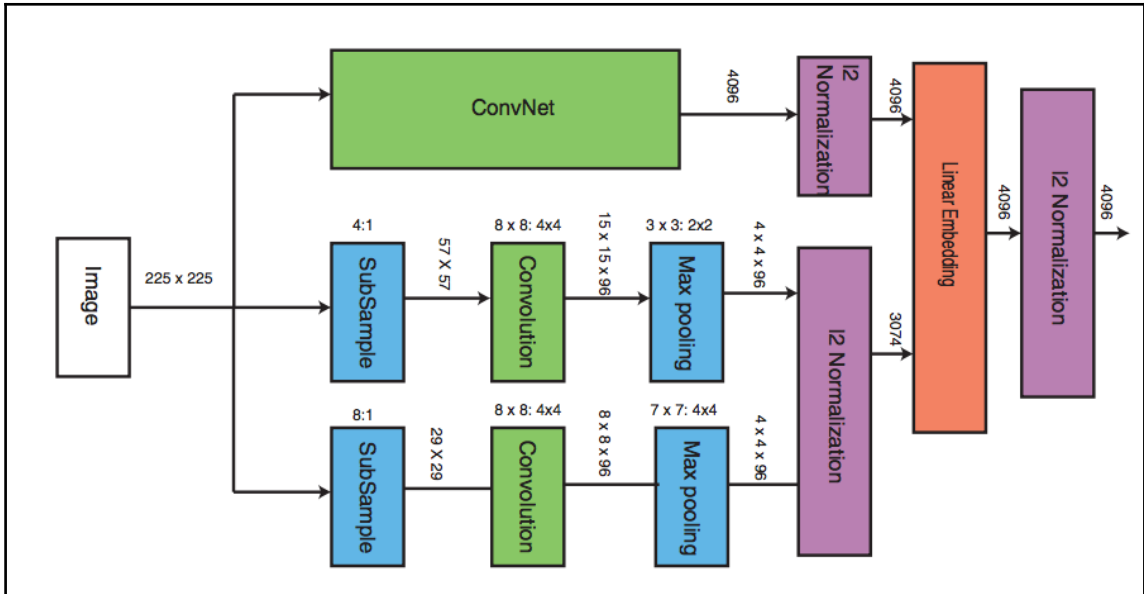 Image
225 x 225
ConvNet
4096
l2 Normalization
4096
4:1
SubSample
57 X 57
8 x 8: 4x4
Convolution
15 x 15 x 96
3 x 3: 2x2
Max pooling
4 x 4 x 96
8:1
SubSample
29 X 29
8 x 8: 4x4
Convolution
8 x 8 x 96
7 x 7: 4x4
Max pooling
4 x 4 x 96
l2 Normalization
3074
Linear Embedding
4096
l2 Normalization
4096